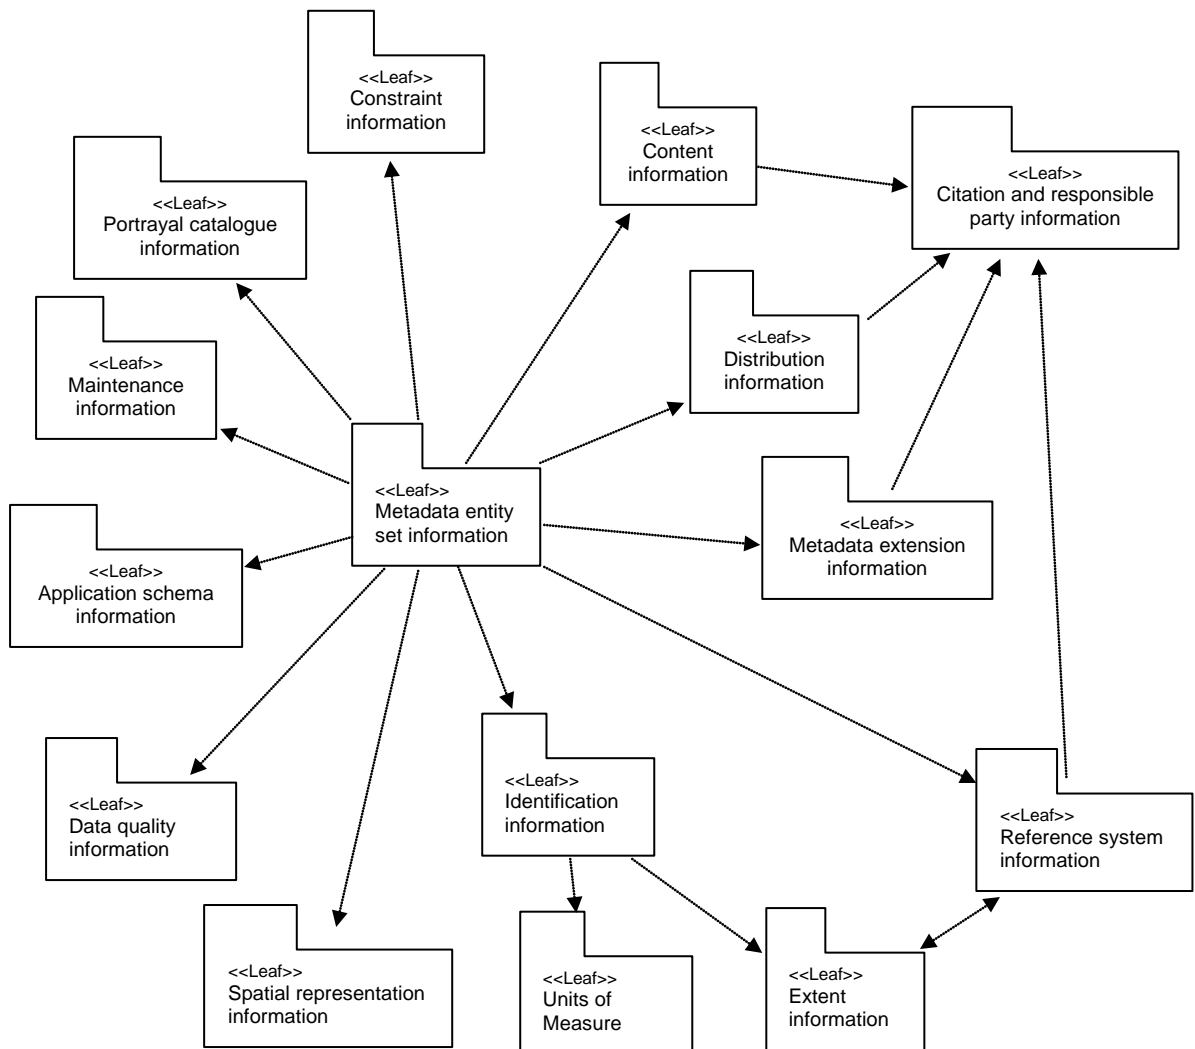 <<Leaf>>
Constraint
information
<<Leaf>>
Content
information
<<Leaf>>
Citation and responsible
party information
<<Leaf>>
Portrayal catalogue
information
<<Leaf>>
Distribution
information
<<Leaf>>
Maintenance
information
<<Leaf>>
Metadata entity
set information
<<Leaf>>
Metadata extension
information
<<Leaf>>
Application schema
information
<<Leaf>>
Data quality
information
<<Leaf>>
Identification
information
<<Leaf>>
Reference system
information
<<Leaf>>
Spatial representation
information
<<Leaf>>
Units of
Measure
<<Leaf>>
Extent
information